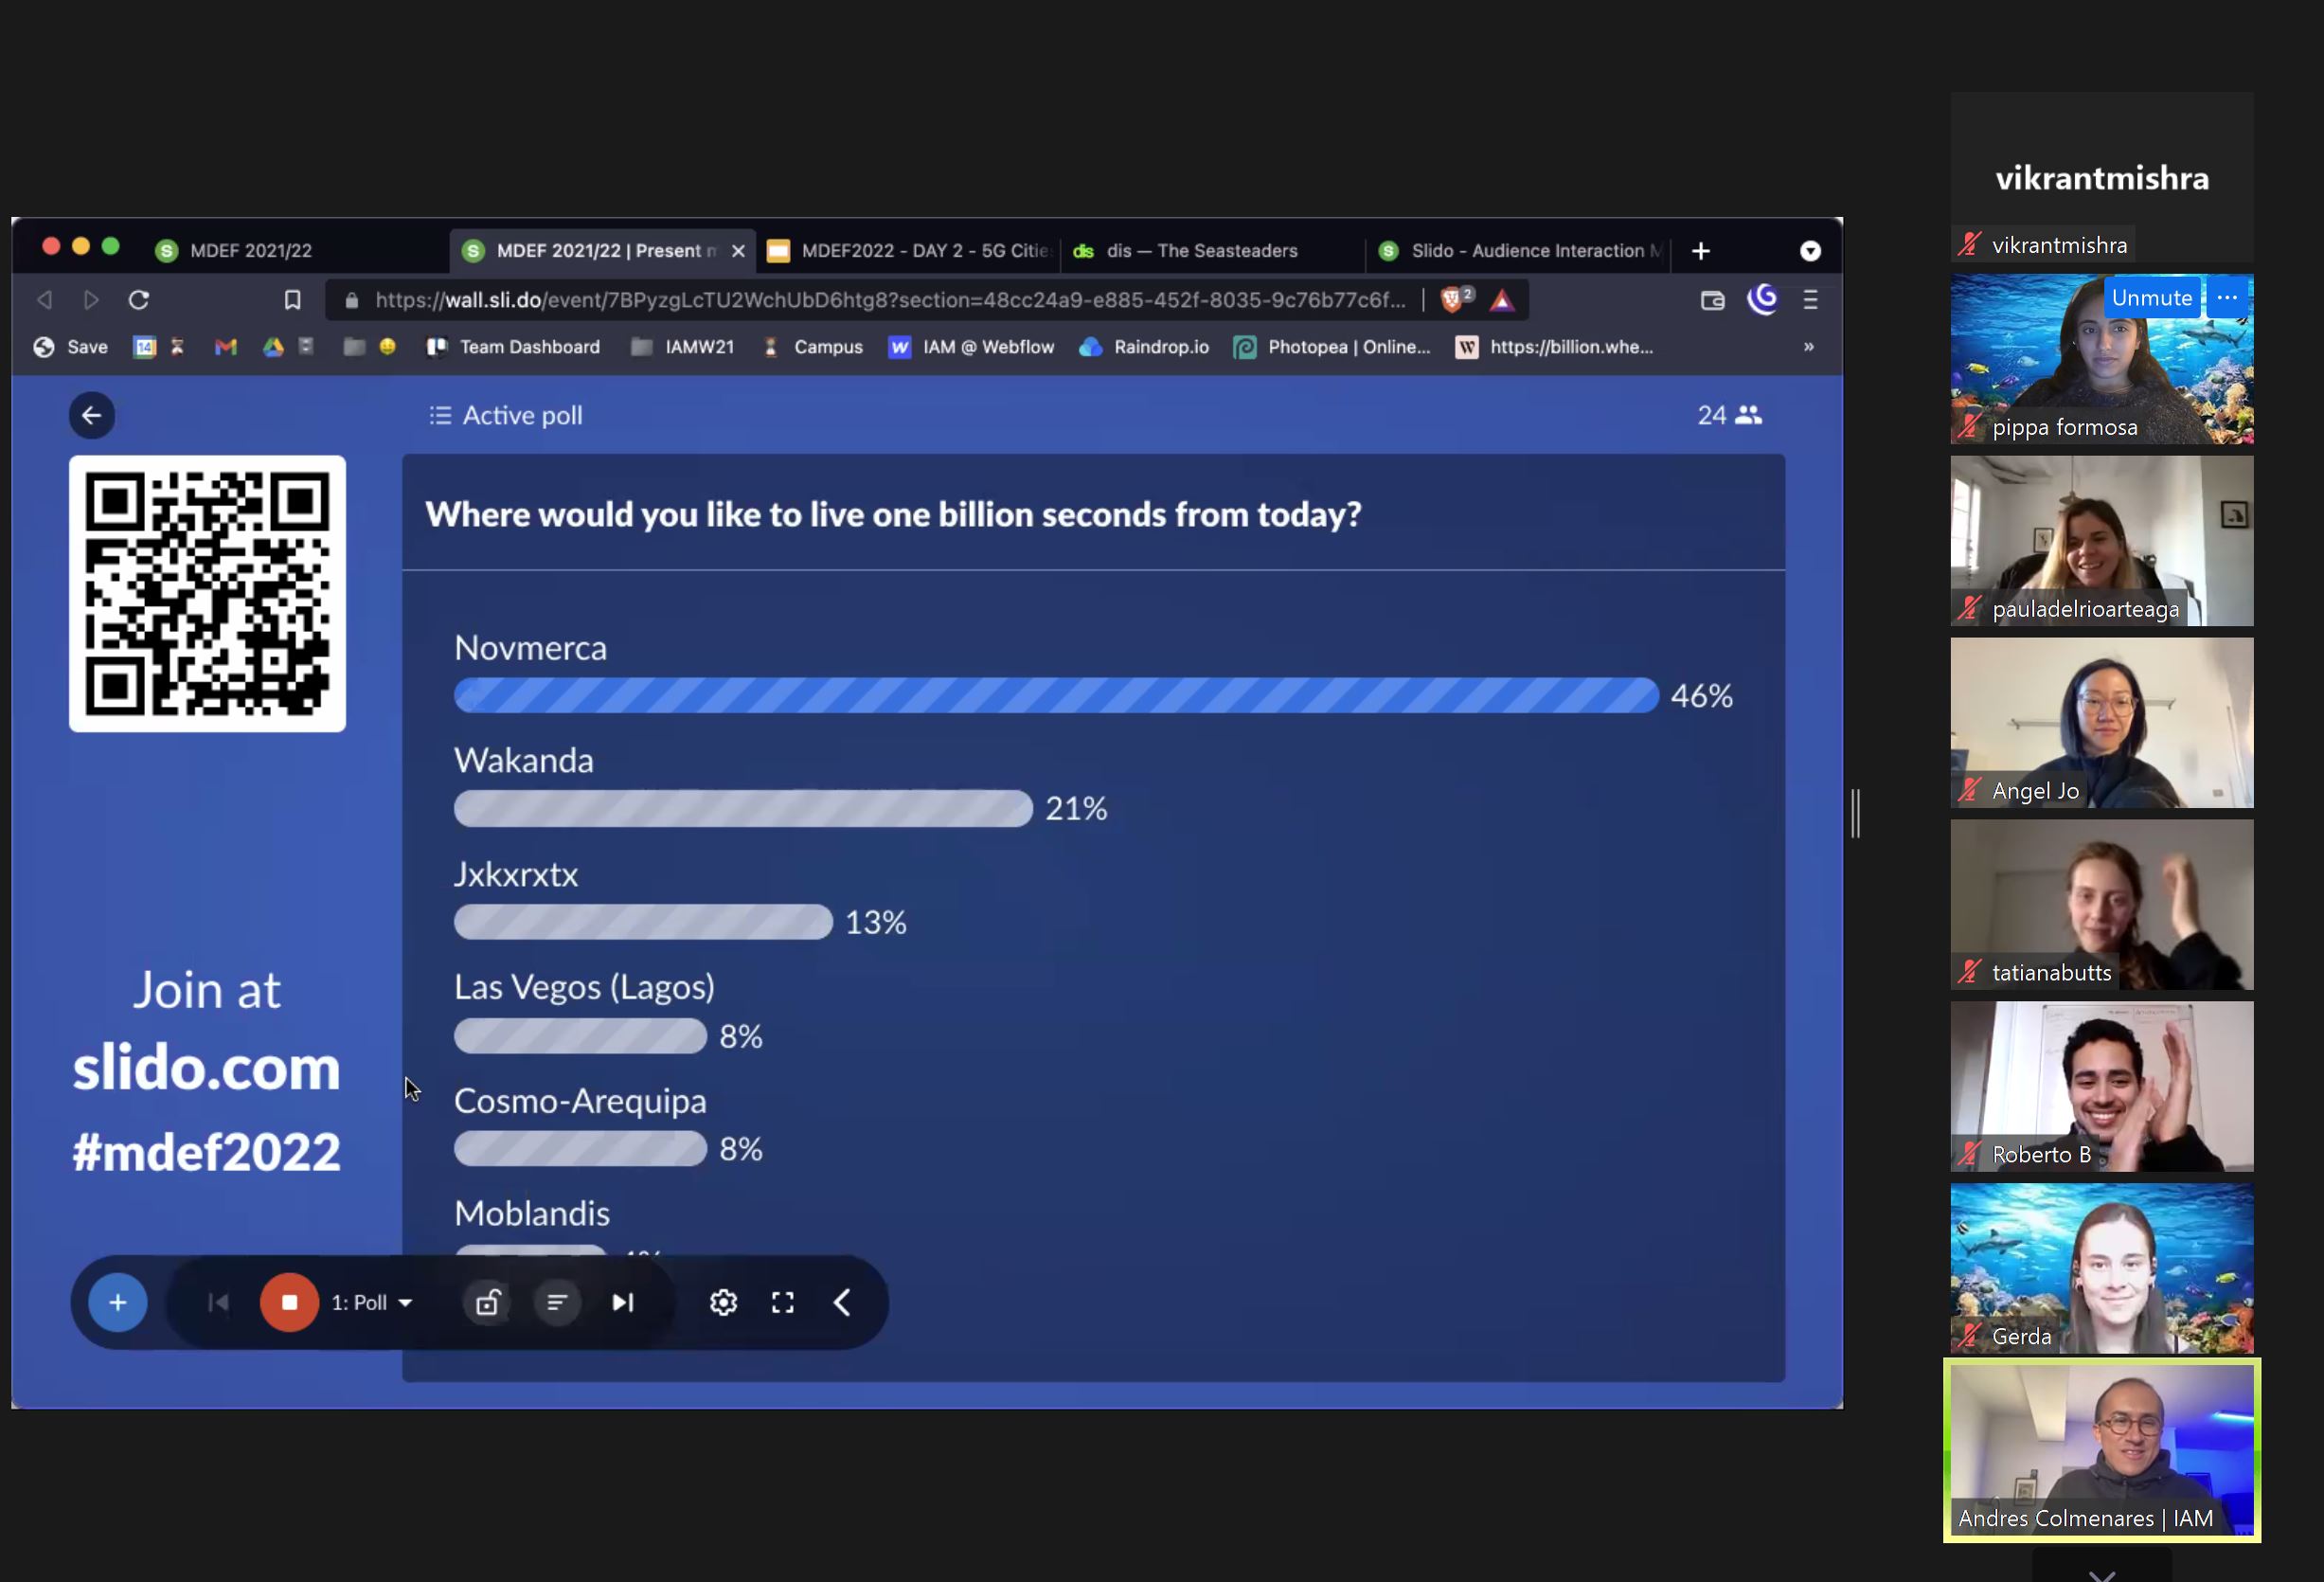 MDEF 2021/22
MDEF 2021/22 | Present
MDEF2022 - DAY 2 - 5G Citie
dis dis — The Seasteaders
Slido - Audience Interaction M
https://wall.sli.do/event/7BPyzgLcTU2WchUbD6htg8?section=48cc24a9-e885-452f-8035-9c76b77c6f...
2
Save
14
Team Dashboard
IAMW21
Campus
IAM @ Webflow
Raindrop.io
Photopea | Online...
W
https://billion.whe...
»
Active poll
24
Where would you like to live one billion seconds from today?
Novmerca
46%
Wakanda
21%
Jxkxrxtx
13%
Las Vegos (Lagos)
8%
Cosmo-Arequipa
8%
Moblandis
Join at
slido.com
#mdef2022
1: Poll
vikrantmishra
vikrantmishra
Unmute ...
pippa formosa
pauladelrioarteaga
Angel Jo
tatianabutts
Roberto B
Gerda
Andres Colmenares | IAM